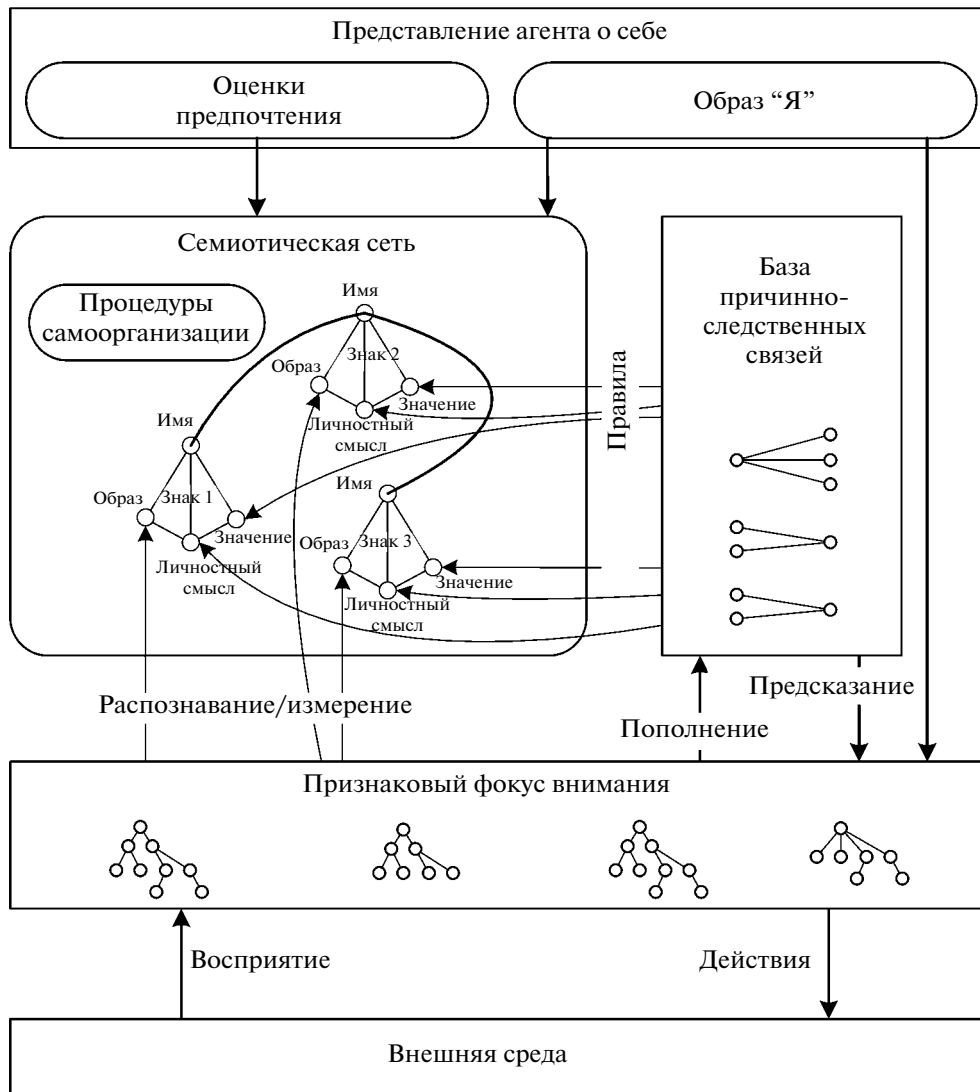 Представление агента о себе
Оценки
предпочтения
Образ “Я”
Семиотическая сеть
Процедуры
самоорганизации
Имя
Знак 2
Образ
Значение
Личностный
смысл
Имя
Знак 1
Образ
Значение
Личностный
смысл
Имя
Знак 3
Образ
Значение
Личностный
смысл
Правила
База
причинно-
следственных
связей
Распознавание/измерение
Пополнение
Предсказание
Признаковый фокус внимания
Восприятие
Действия
Внешняя среда